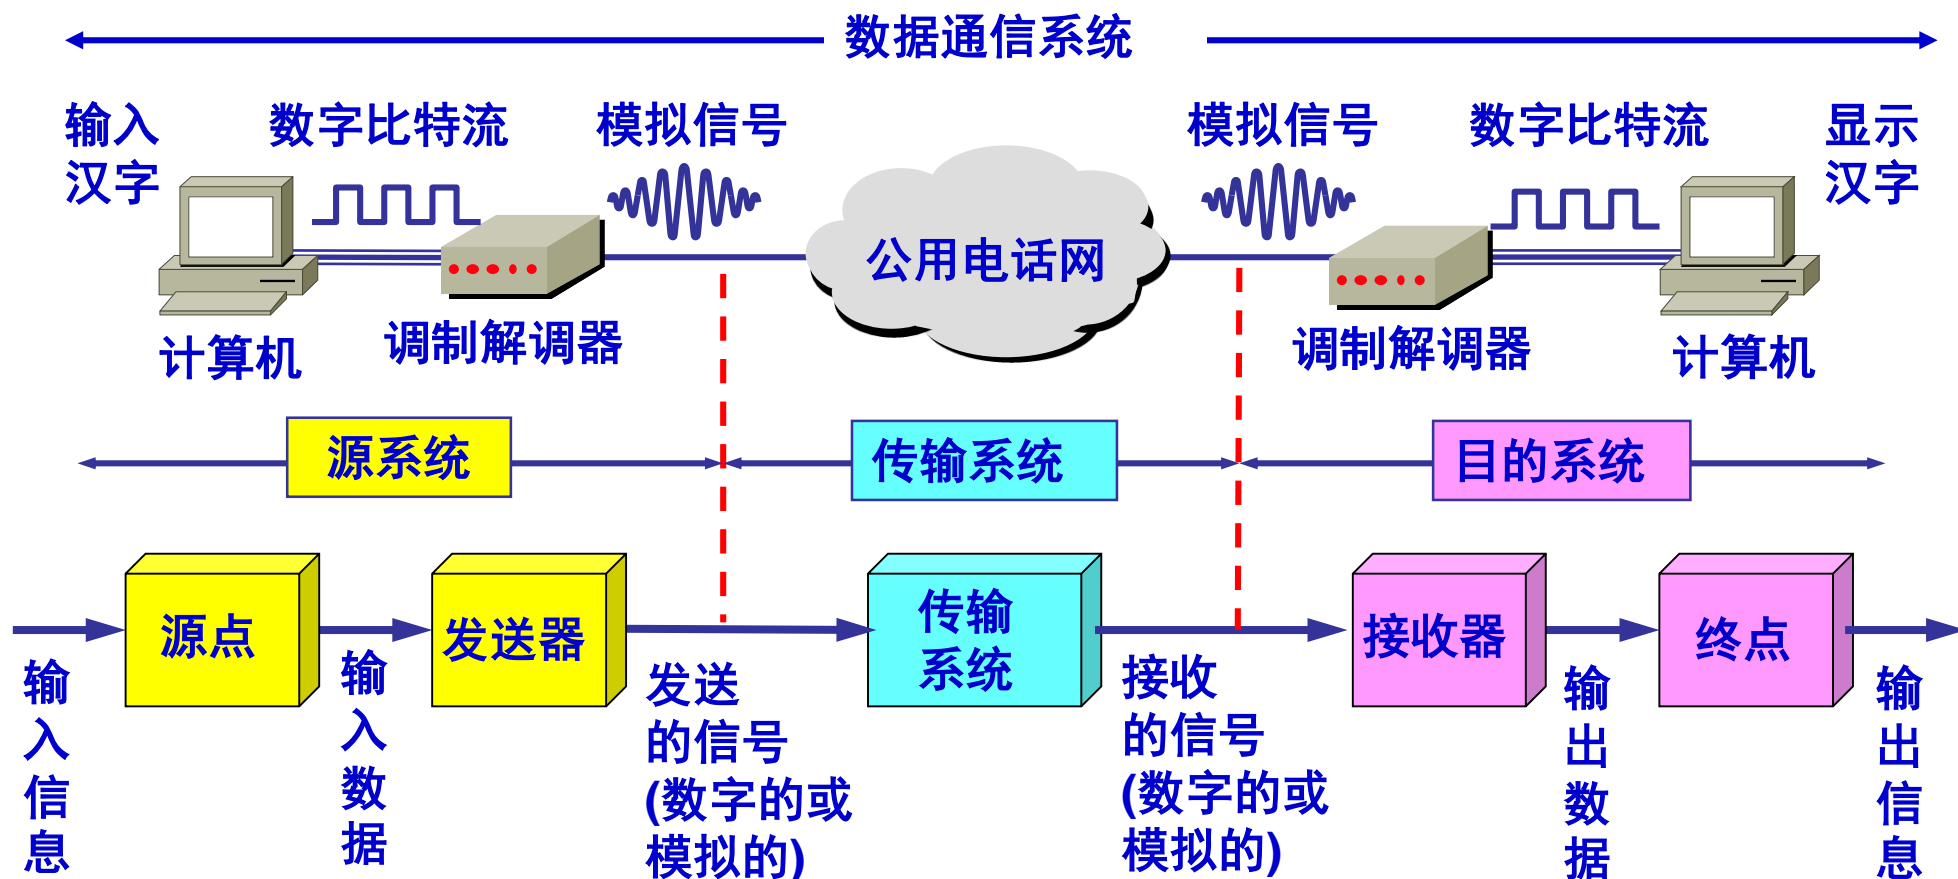 数据通信系统
输入
汉字
数字比特流
模拟信号
模拟信号
数字比特流
显示
汉字
公用电话网
计算机
调制解调器
调制解调器
计算机
源系统
传输系统
目的系统
源点
发送器
传输
系统
接收器
终点
输入信息
输入数据
发送
的信号
(数字的或
模拟的)
接收
的信号
(数字的或
模拟的)
输出数据
输出信息